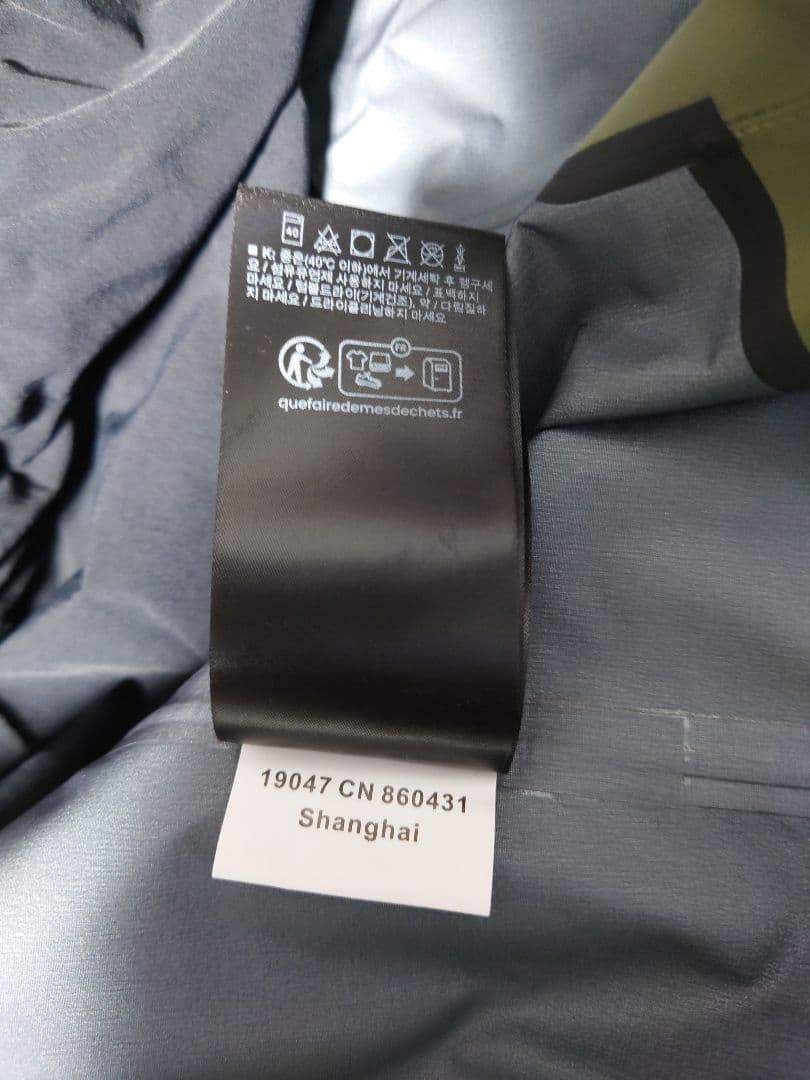 40
■ K: 온물(40℃ 이하)에서 기계세탁 후 헹구세
요 / 섬유유연제 사용하지 마세요 / 표백하지
마세요 / 텀블드라이(기계건조), 약 / 다림질하
지 마세요 / 드라이클리닝하지 마세요
FR
quefairedemesdechets.fr
19047 CN 860431
Shanghai